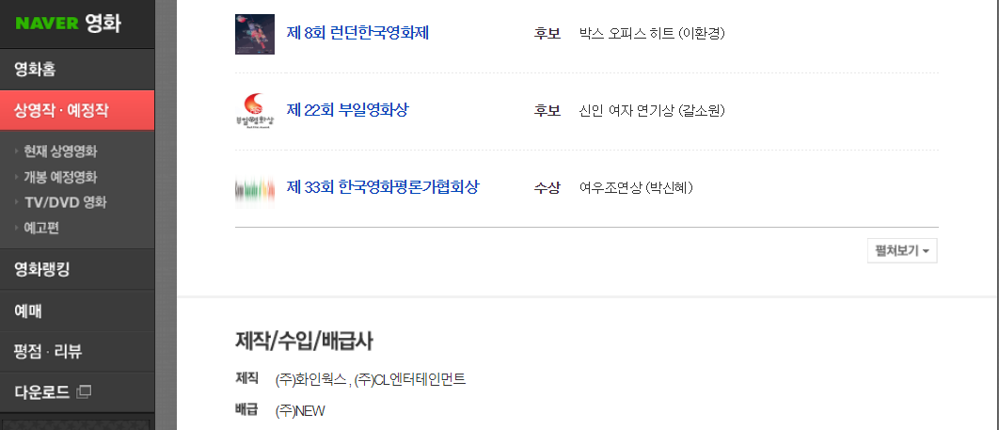 NAVER 영화
영화홈
상영작 · 예정작
현재 상영영화
개봉 예정영화
TV/DVD 영화
예고편
영화랭킹
예매
평점 · 리뷰
다운로드
제 8회 런던한국영화제 후보 박스 오피스 히트 (이환경)
부일영화상
제 22회 부일영화상 후보 신인 여자 연기상 (갈소원)
제 33회 한국영화평론가협회상 수상 여우조연상 (박신혜)
펼쳐보기
제작/수입/배급사
제작 (주)화인웍스 , (주)CL엔터테인먼트
배급 (주)NEW